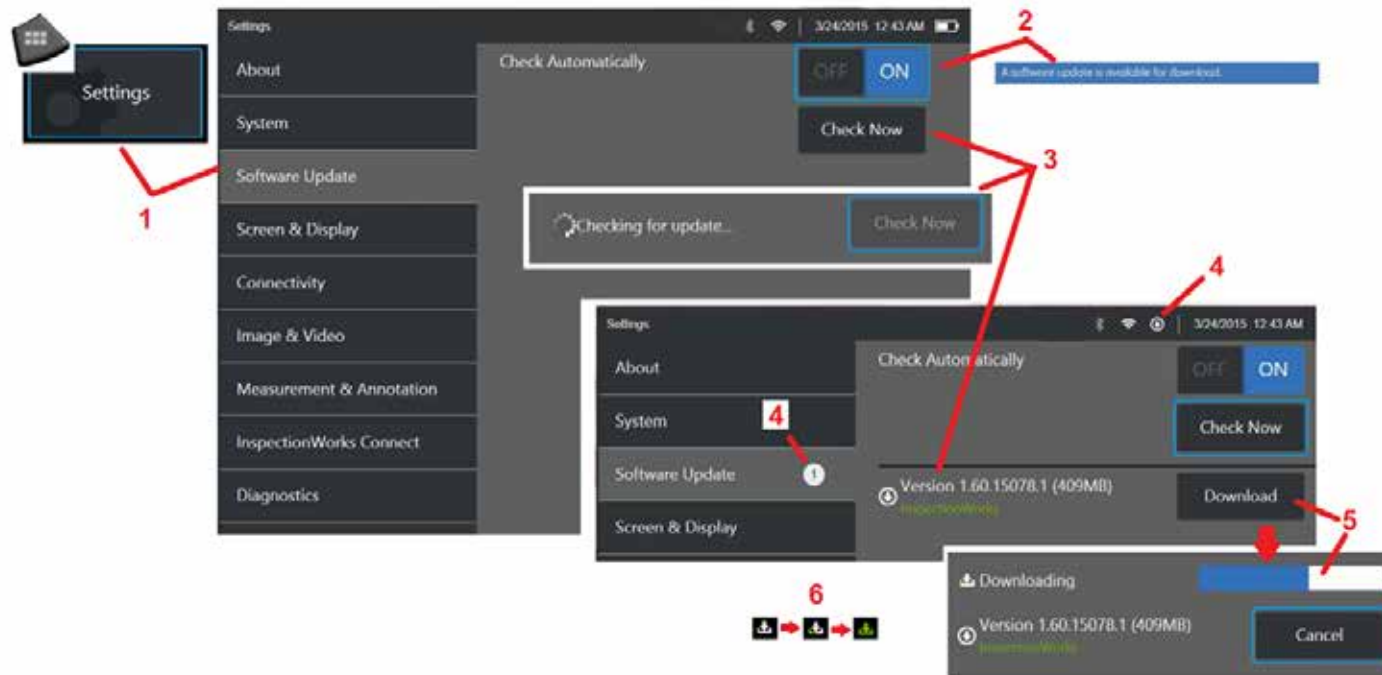 Settings
1
Settings
3/24/2015 12:43 AM
About
System
Software Update
Screen & Display
Connectivity
Image & Video
Measurement & Annotation
InspectionWorks Connect
Diagnostics
Check Automatically
OFF ON
Check Now
2
A software update is available for download.
3
Checking for update...
Check Now
4
Settings
3/24/2015 12:43 AM
About
System
4
Software Update 1
Screen & Display
Check Automatically
OFF ON
Check Now
Version 1.60.15078.1 (409MB)
InspectionWorks
Download
5
Downloading
Version 1.60.15078.1 (409MB)
InspectionWorks
Cancel
6